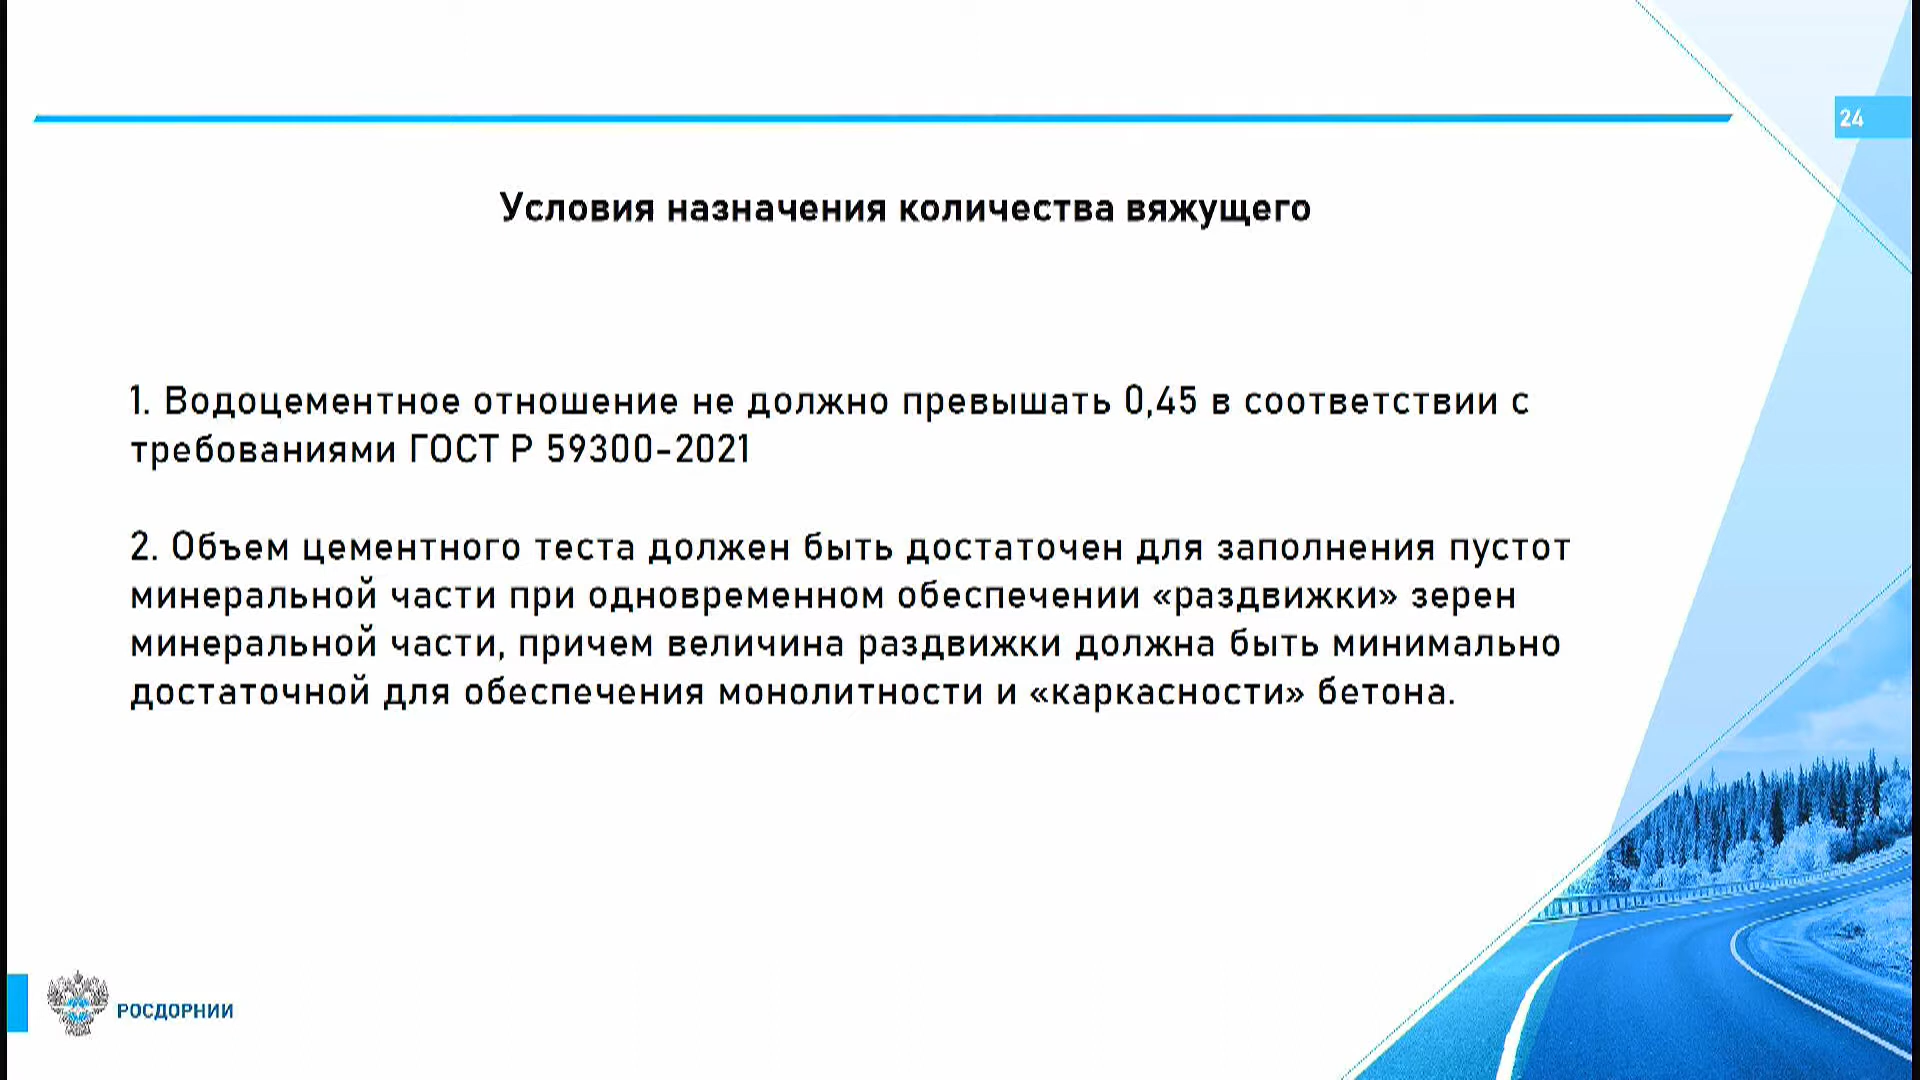 24
Условия назначения количества вяжущего
1. Водоцементное отношение не должно превышать 0,45 в соответствии с
требованиями ГОСТ Р 59300-2021
2. Объем цементного теста должен быть достаточен для заполнения пустот
минеральной части при одновременном обеспечении «раздвижки» зерен
минеральной части, причем величина раздвижки должна быть минимально
достаточной для обеспечения монолитности и «каркасности» бетона.
РОСДОРНИИ